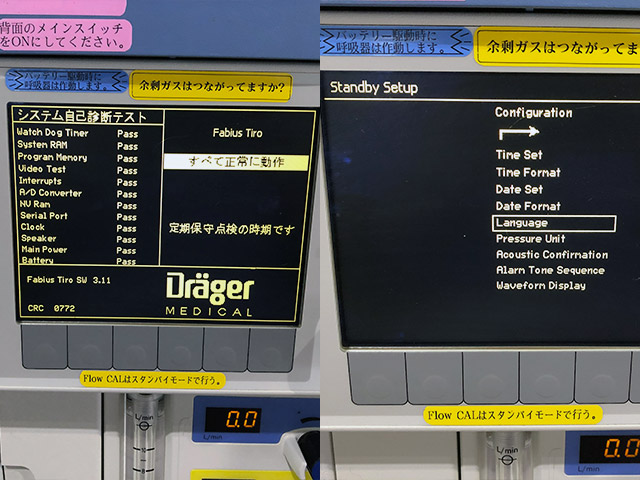 背面のメインスイッチ
をONにしてください。
バッテリー駆動時に
呼吸器は作動します。
余剰ガスはつながってますか?
システム自己診断テスト
Watch Dog Timer Pass
System RAM Pass
Program Memory Pass
Video Test Pass
Interrupts Pass
A/D Converter Pass
NV Ram Pass
Serial Port Pass
Clock Pass
Speaker Pass
Main Power Pass
Battery Pass
Fabius Tiro
すべて正常に動作
定期保守点検の時期です
Fabius Tiro SW 3.11
CRC 0772
Dräger
MEDICAL
Flow CALはスタンバイモードで行う。
L/min
10
0.0
L/min
バッテリー駆動時に
呼吸器は作動します。
余剰ガスはつながってますか
Standby Setup
Configuration
Time Set
Time Format
Date Set
Date Format
Language
Pressure Unit
Acoustic Confirmation
Alarm Tone Sequence
Waveform Display
Flow CALはスタンバイモードで行う。
L/min
0.0
L/min